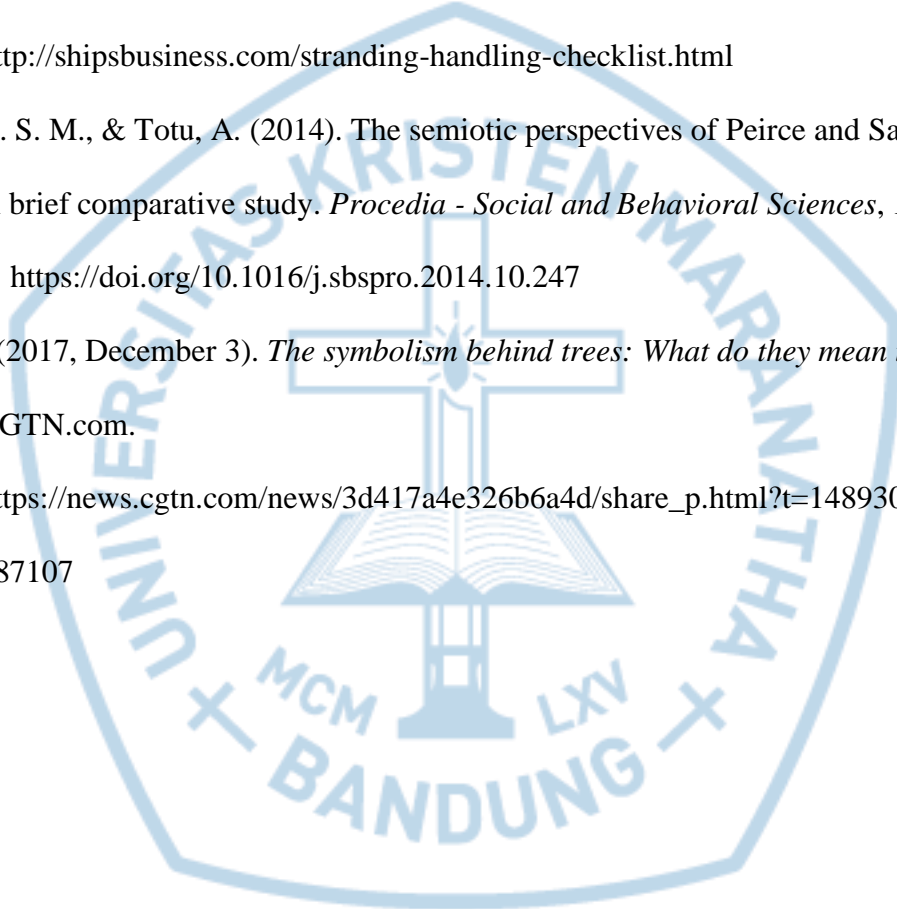 ttp://shipsbusiness.com/stranding-handling-checklist.html
. S. M., & Totu, A. (2014). The semiotic perspectives of Peirce and Sa
brief comparative study. Procedia - Social and Behavioral Sciences,
https://doi.org/10.1016/j.sbspro.2014.10.247
(2017, December 3). The symbolism behind trees: What do they mean
GTN.com.
ttps://news.cgtn.com/news/3d417a4e326b6a4d/share_p.html?t=148930
87107
UNIVERSITAS KRISTEN MARANATHA
MCM LXV
+ BANDUNG +